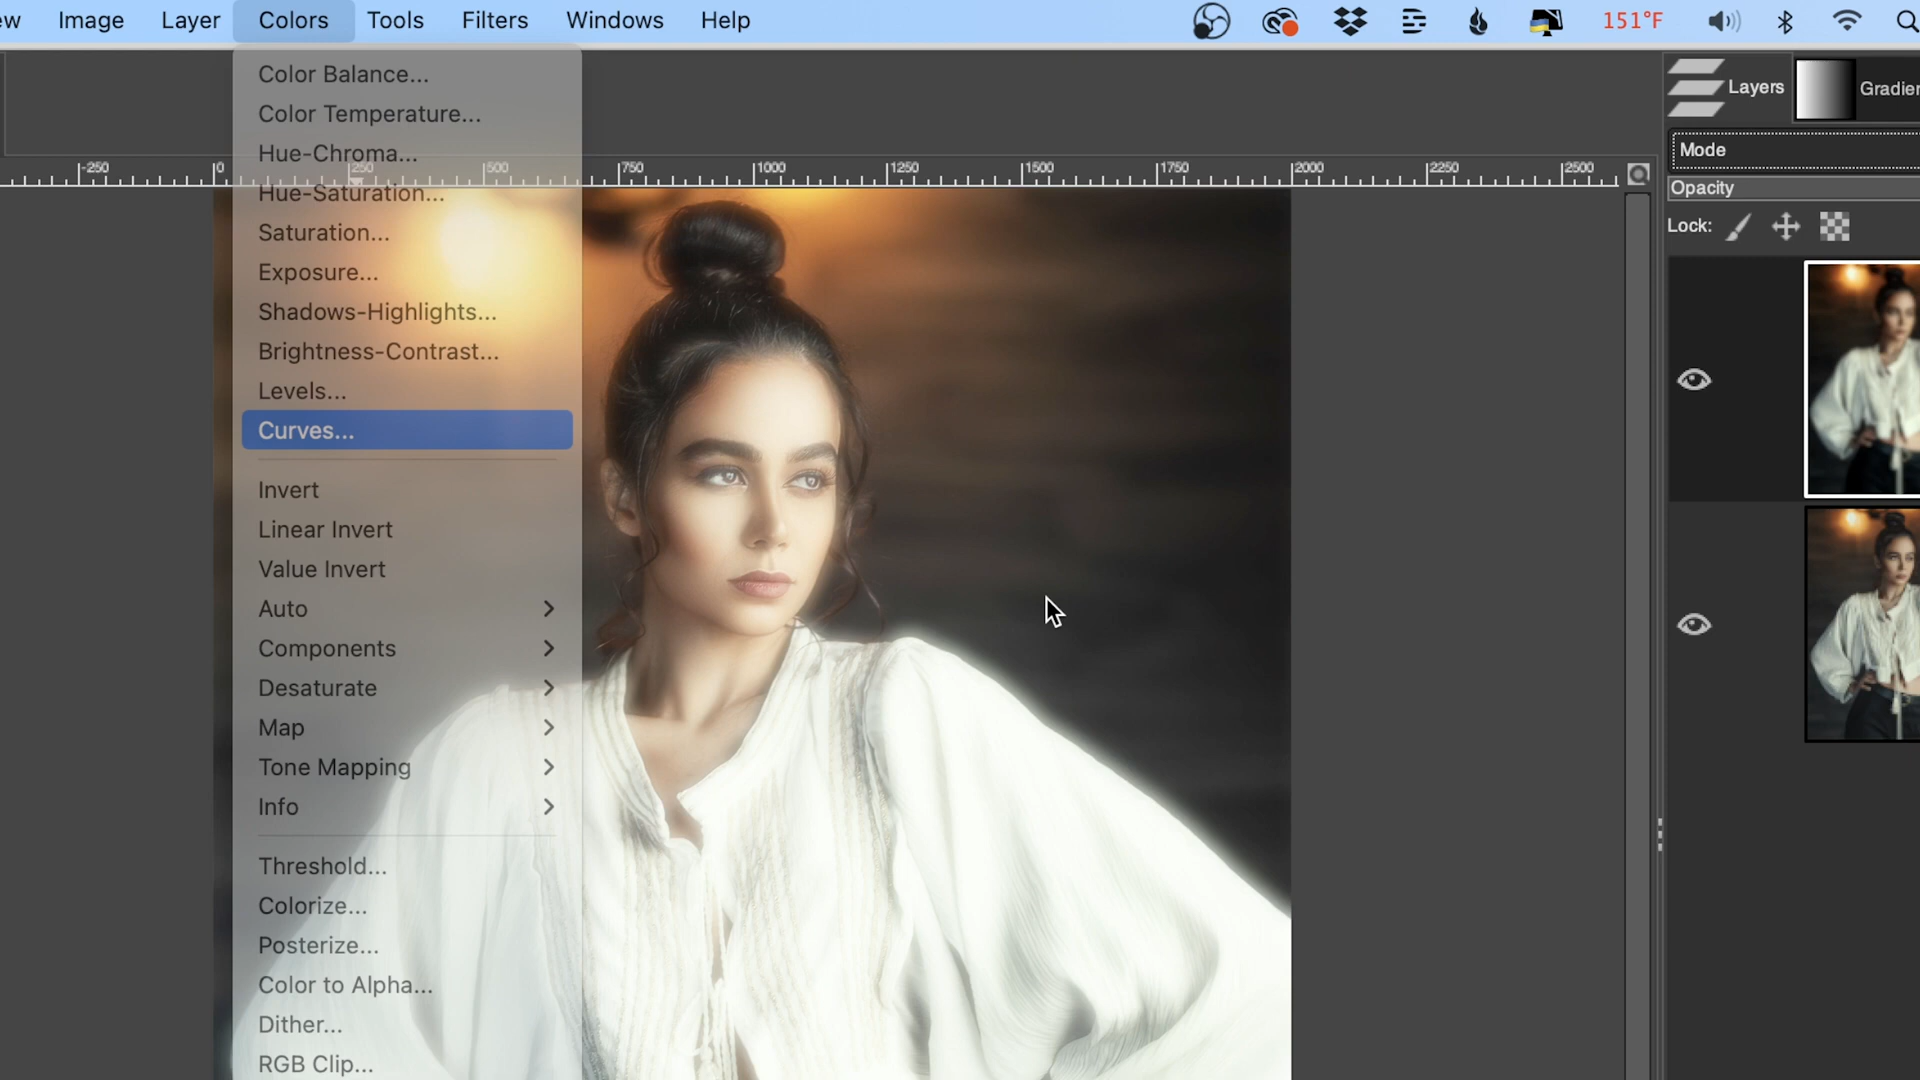 ew Image Layer Colors Tools Filters Windows Help 151°F
Color Balance...
Color Temperature...
Hue-Chroma...
Hue-Saturation...
Saturation...
Exposure...
Shadows-Highlights...
Brightness-Contrast...
Levels...
Curves...
Invert
Linear Invert
Value Invert
Auto
Components
Desaturate
Map
Tone Mapping
Info
Threshold...
Colorize...
Posterize...
Color to Alpha...
Dither...
RGB Clip...
-250 0 250 500 750 1000 1250 1500 1750 2000 2250 2500
Layers Gradien
Mode
Opacity
Lock: